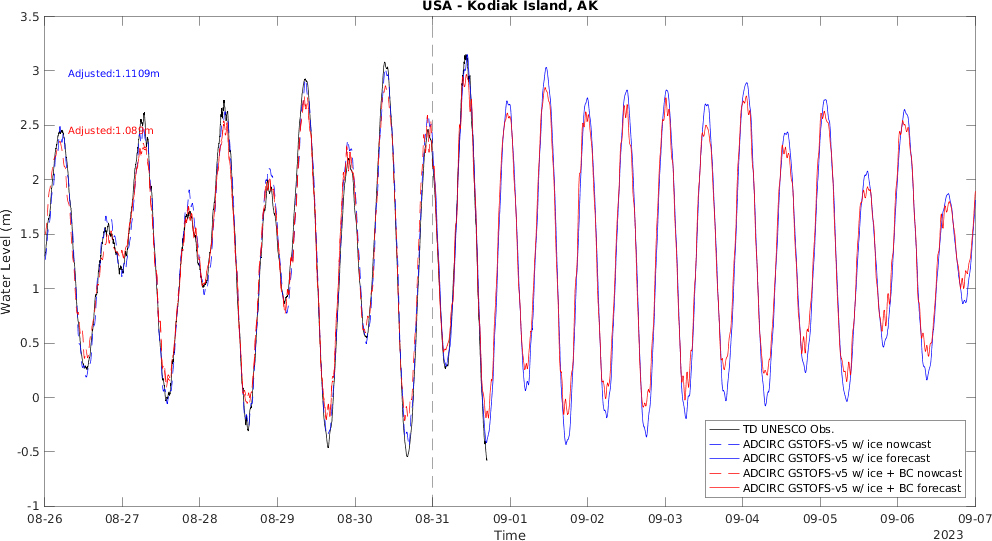 USA - Kodiak Island, AK
3.5
3
2.5
2
1.5
1
0.5
0
-0.5
-1
Water Level (m)
Adjusted:1.1109m
Adjusted:1.089m
TD UNESCO Obs.
ADCIRC GSTOFS-v5 w/ ice nowcast
ADCIRC GSTOFS-v5 w/ ice forecast
ADCIRC GSTOFS-v5 w/ ice + BC nowcast
ADCIRC GSTOFS-v5 w/ ice + BC forecast
08-26 08-27 08-28 08-29 08-30 08-31 09-01 09-02 09-03 09-04 09-05 09-06 09-07
Time
2023